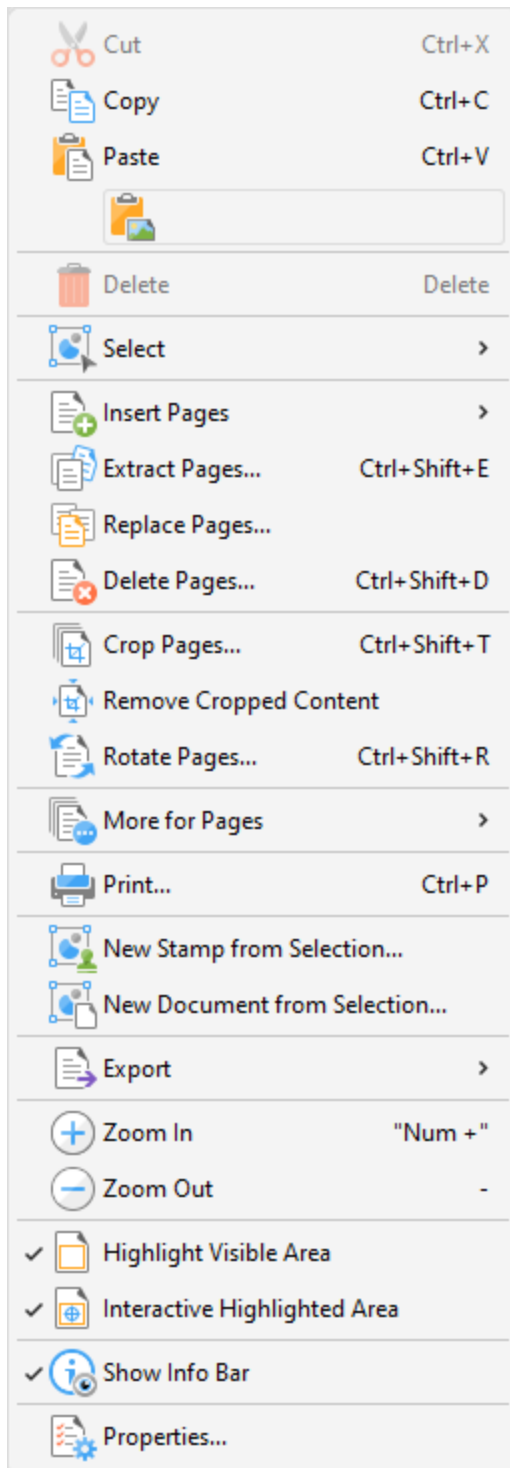 Cut Ctrl+X
Copy Ctrl+C
Paste Ctrl+V
Delete Delete
Select
Insert Pages
Extract Pages... Ctrl+Shift+E
Replace Pages...
Delete Pages... Ctrl+Shift+D
Crop Pages... Ctrl+Shift+T
Remove Cropped Content
Rotate Pages... Ctrl+Shift+R
More for Pages
Print... Ctrl+P
New Stamp from Selection...
New Document from Selection...
Export
Zoom In "Num +"
Zoom Out -
Highlight Visible Area
Interactive Highlighted Area
Show Info Bar
Properties...